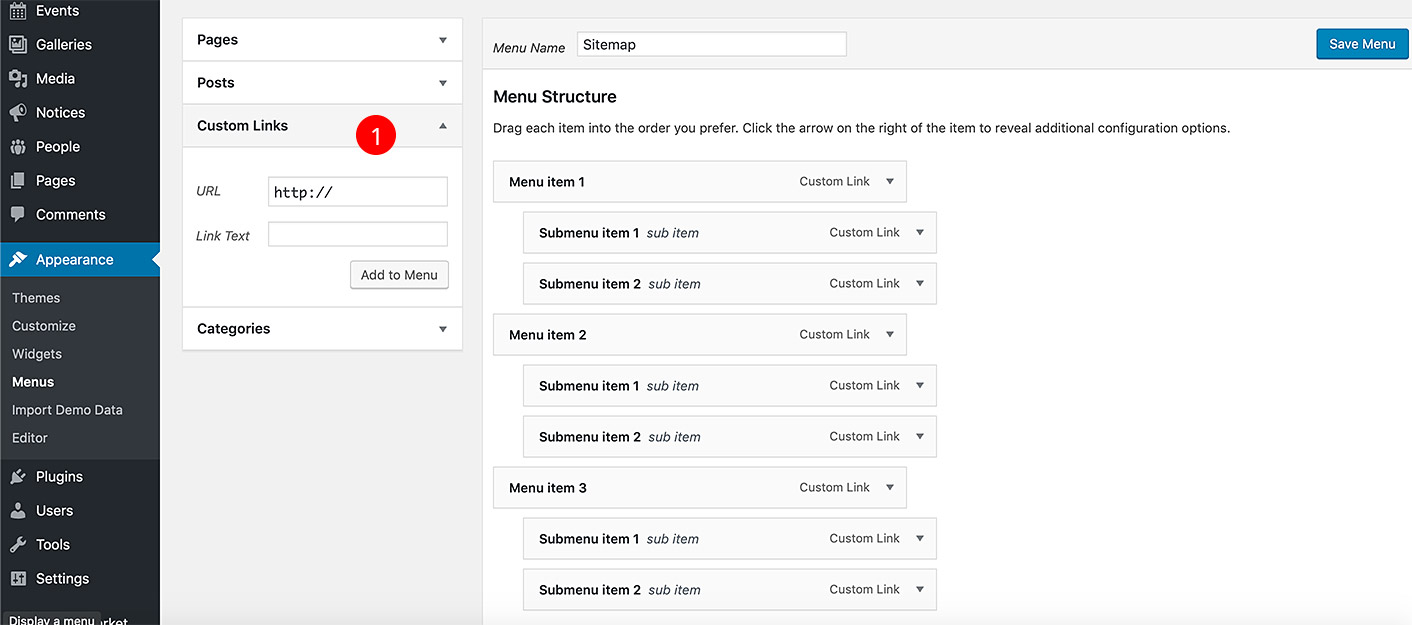 Events
Galleries
Media
Notices
People
Pages
Comments
Appearance
Themes
Customize
Widgets
Menus
Import Demo Data
Editor
Plugins
Users
Tools
Settings
Display a menu rket
Pages
Posts
Custom Links
1
URL http://
Link Text
Add to Menu
Categories
Menu Name Sitemap
Save Menu
Menu Structure
Drag each item into the order you prefer. Click the arrow on the right of the item to reveal additional configuration options.
Menu item 1 Custom Link
Submenu item 1 sub item Custom Link
Submenu item 2 sub item Custom Link
Menu item 2 Custom Link
Submenu item 1 sub item Custom Link
Submenu item 2 sub item Custom Link
Menu item 3 Custom Link
Submenu item 1 sub item Custom Link
Submenu item 2 sub item Custom Link